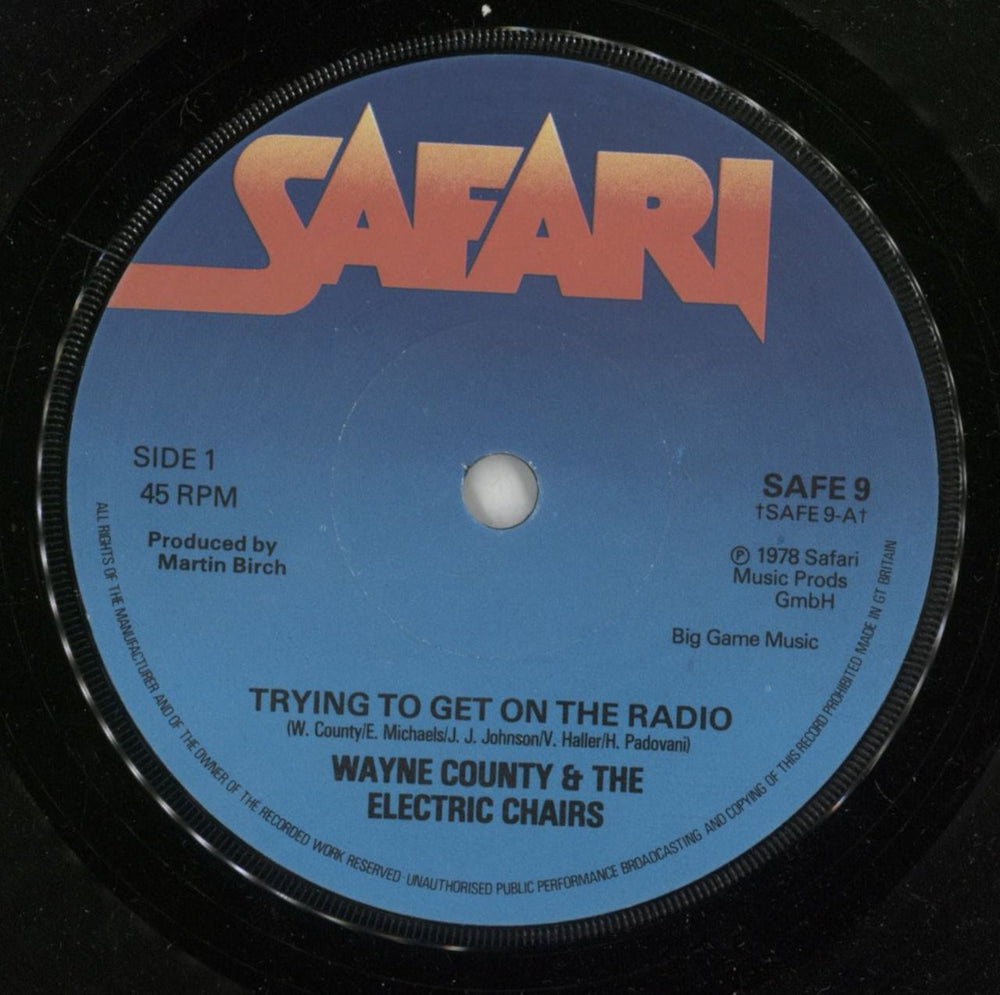 SAFARI
SIDE 1
45 RPM
Produced by
Martin Birch
SAFE 9
†SAFE 9-A†
℗ 1978 Safari
Music Prods
GmbH
Big Game Music
TRYING TO GET ON THE RADIO
(W. County/E. Michaels/J. J. Johnson/V. Haller/H. Padovani)
WAYNE COUNTY & THE
ELECTRIC CHAIRS
ALL RIGHTS OF THE MANUFACTURER AND OF THE OWNER OF THE RECORDED WORK RESERVED · UNAUTHORISED PUBLIC PERFORMANCE BROADCASTING AND COPYING OF THIS RECORD PROHIBITED MADE IN GT BRITAIN